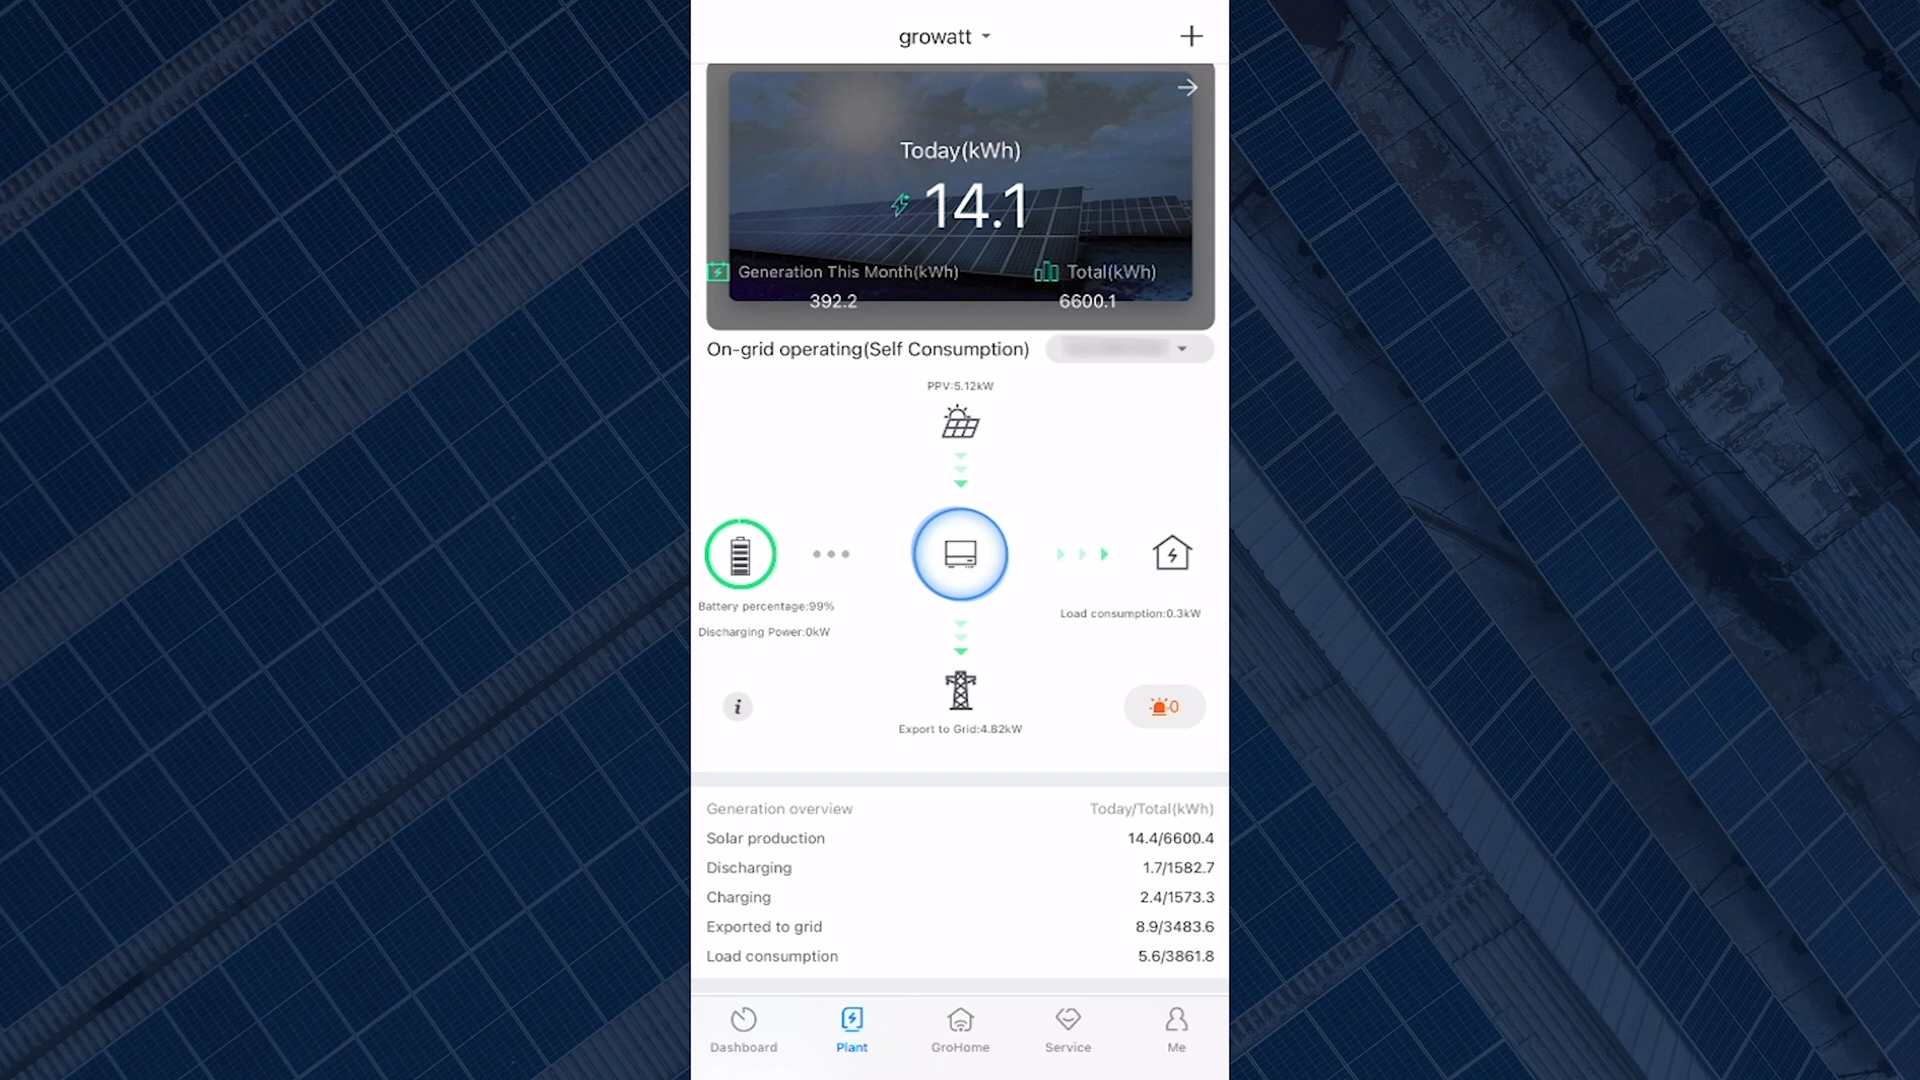 growatt
Today(kWh)
14.1
Generation This Month(kWh)
Total(kWh)
392.2
6600.1
On-grid operating(Self Consumption)
PPV:5.12kW
Battery percentage:99%
Discharging Power:0kW
Load consumption:0.3kW
i
0
Export to Grid:4.82kW
Generation overview
Today/Total(kWh)
Solar production
14.4/6600.4
Discharging
1.7/1582.7
Charging
2.4/1573.3
Exported to grid
8.9/3483.6
Load consumption
5.6/3861.8
Dashboard
Plant
GroHome
Service
Me